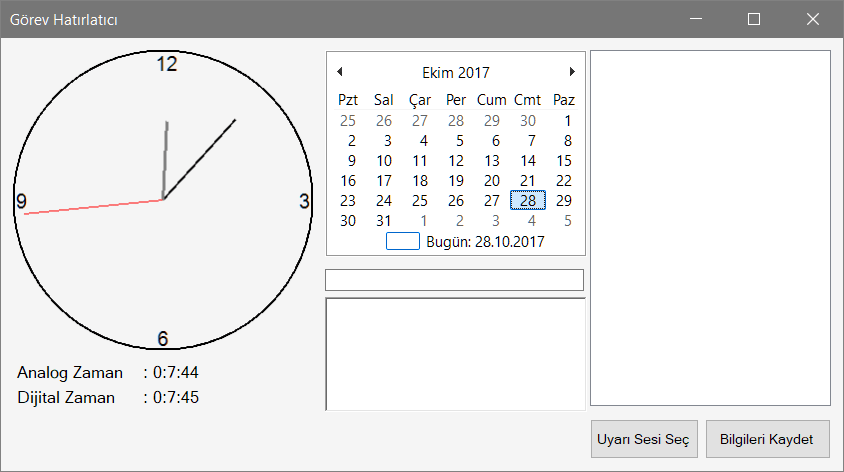 Görev Hatırlatıcı
12
9
3
6
Analog Zaman : 0:7:44
Dijital Zaman : 0:7:45
Ekim 2017
Pzt Sal Çar Per Cum Cmt Paz
25 26 27 28 29 30 1
2 3 4 5 6 7 8
9 10 11 12 13 14 15
16 17 18 19 20 21 22
23 24 25 26 27 28 29
30 31 1 2 3 4 5
Bugün: 28.10.2017
Uyarı Sesi Seç
Bilgileri Kaydet